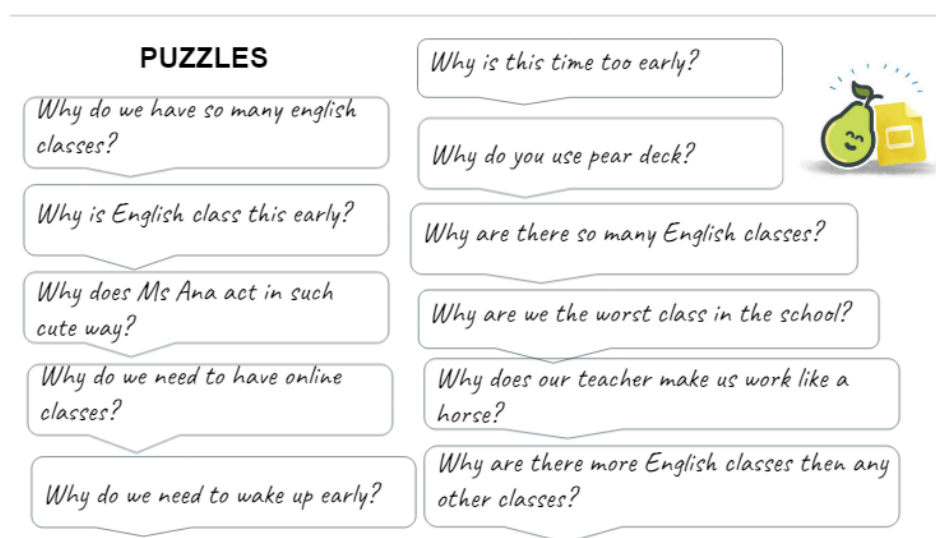 PUZZLES
Why do we have so many english
classes?
Why is English class this early?
Why does Ms Ana act in such
cute way?
Why do we need to have online
classes?
Why do we need to wake up early?
Why is this time too early?
Why do you use pear deck?
Why are there so many English classes?
Why are we the worst class in the school?
Why does our teacher make us work like a
horse?
Why are there more English classes then any
other classes?